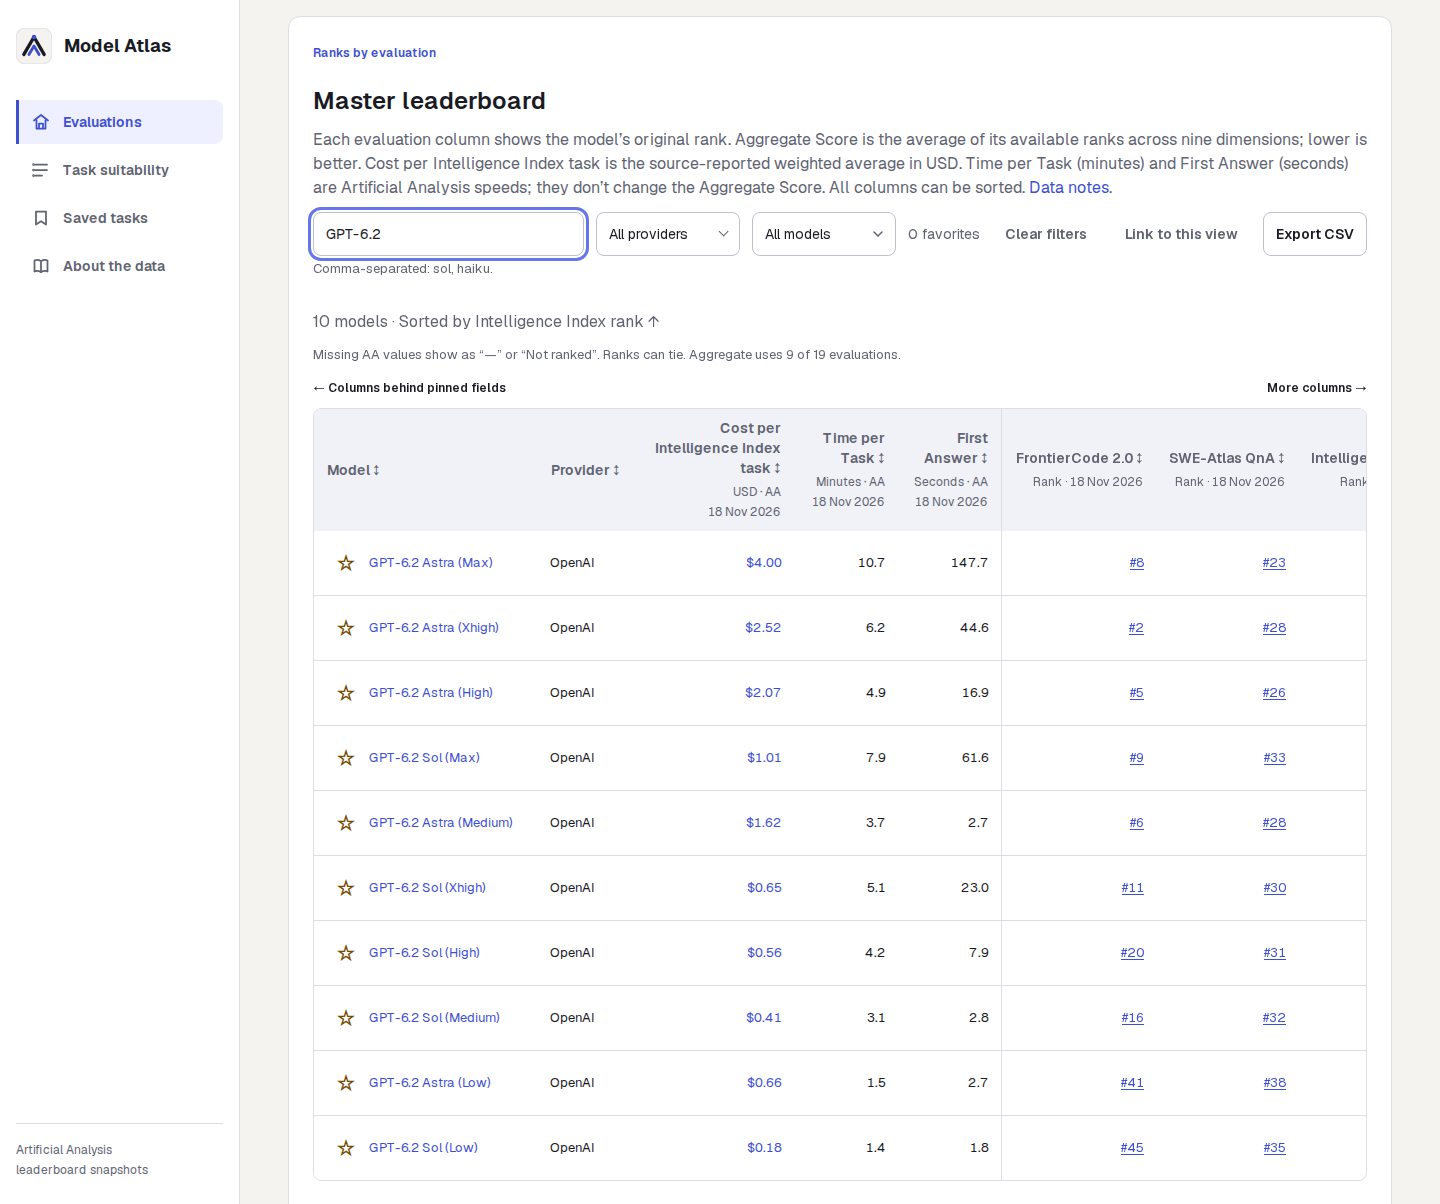 Model Atlas
Evaluations
Task suitability
Saved tasks
About the data
Artificial Analysis
leaderboard snapshots
Ranks by evaluation
Master leaderboard
Each evaluation column shows the model's original rank. Aggregate Score is the average of its available ranks across nine dimensions; lower is
better. Cost per Intelligence Index task is the source-reported weighted average in USD. Time per Task (minutes) and First Answer (seconds)
are Artificial Analysis speeds; they don't change the Aggregate Score. All columns can be sorted. Data notes.
GPT-6.2 All providers All models 0 favorites Clear filters Link to this view Export CSV
Comma-separated: sol, haiku.
10 models · Sorted by Intelligence Index rank ↑
Missing AA values show as “—” or “Not ranked”. Ranks can tie. Aggregate uses 9 of 19 evaluations.
← Columns behind pinned fields More columns →
Model ↕ Provider ↕ Cost per Intelligence Index task ↕ USD · AA 18 Nov 2026 Time per Task ↕ Minutes · AA 18 Nov 2026 First Answer ↕ Seconds · AA 18 Nov 2026 FrontierCode 2.0 ↕ Rank · 18 Nov 2026 SWE-Atlas QnA ↕ Rank · 18 Nov 2026 Intellige Rank
GPT-6.2 Astra (Max) OpenAI $4.00 10.7 147.7 #8 #23
GPT-6.2 Astra (Xhigh) OpenAI $2.52 6.2 44.6 #2 #28
GPT-6.2 Astra (High) OpenAI $2.07 4.9 16.9 #5 #26
GPT-6.2 Sol (Max) OpenAI $1.01 7.9 61.6 #9 #33
GPT-6.2 Astra (Medium) OpenAI $1.62 3.7 2.7 #6 #28
GPT-6.2 Sol (Xhigh) OpenAI $0.65 5.1 23.0 #11 #30
GPT-6.2 Sol (High) OpenAI $0.56 4.2 7.9 #20 #31
GPT-6.2 Sol (Medium) OpenAI $0.41 3.1 2.8 #16 #32
GPT-6.2 Astra (Low) OpenAI $0.66 1.5 2.7 #41 #38
GPT-6.2 Sol (Low) OpenAI $0.18 1.4 1.8 #45 #35